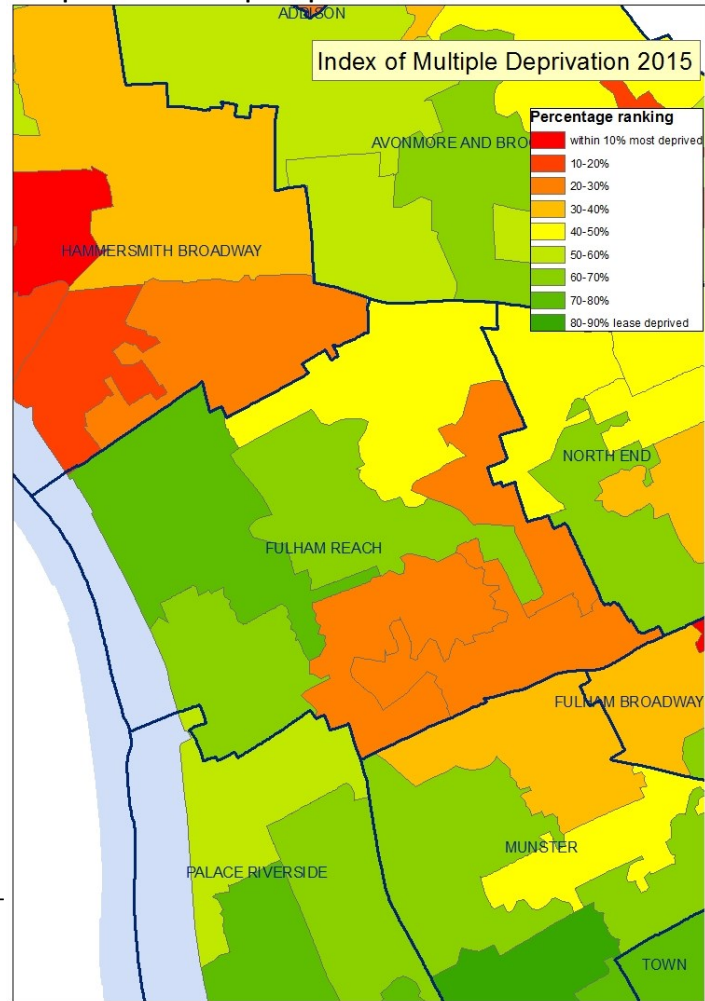 ADDISON
Index of Multiple Deprivation 2015
Percentage ranking
within 10% most deprived
10-20%
20-30%
30-40%
40-50%
50-60%
60-70%
70-80%
80-90% lease deprived
AVONMORE AND BRO
HAMMERSMITH BROADWAY
NORTH END
FULHAM REACH
FULHAM BROADWAY
MUNSTER
PALACE RIVERSIDE
TOWN